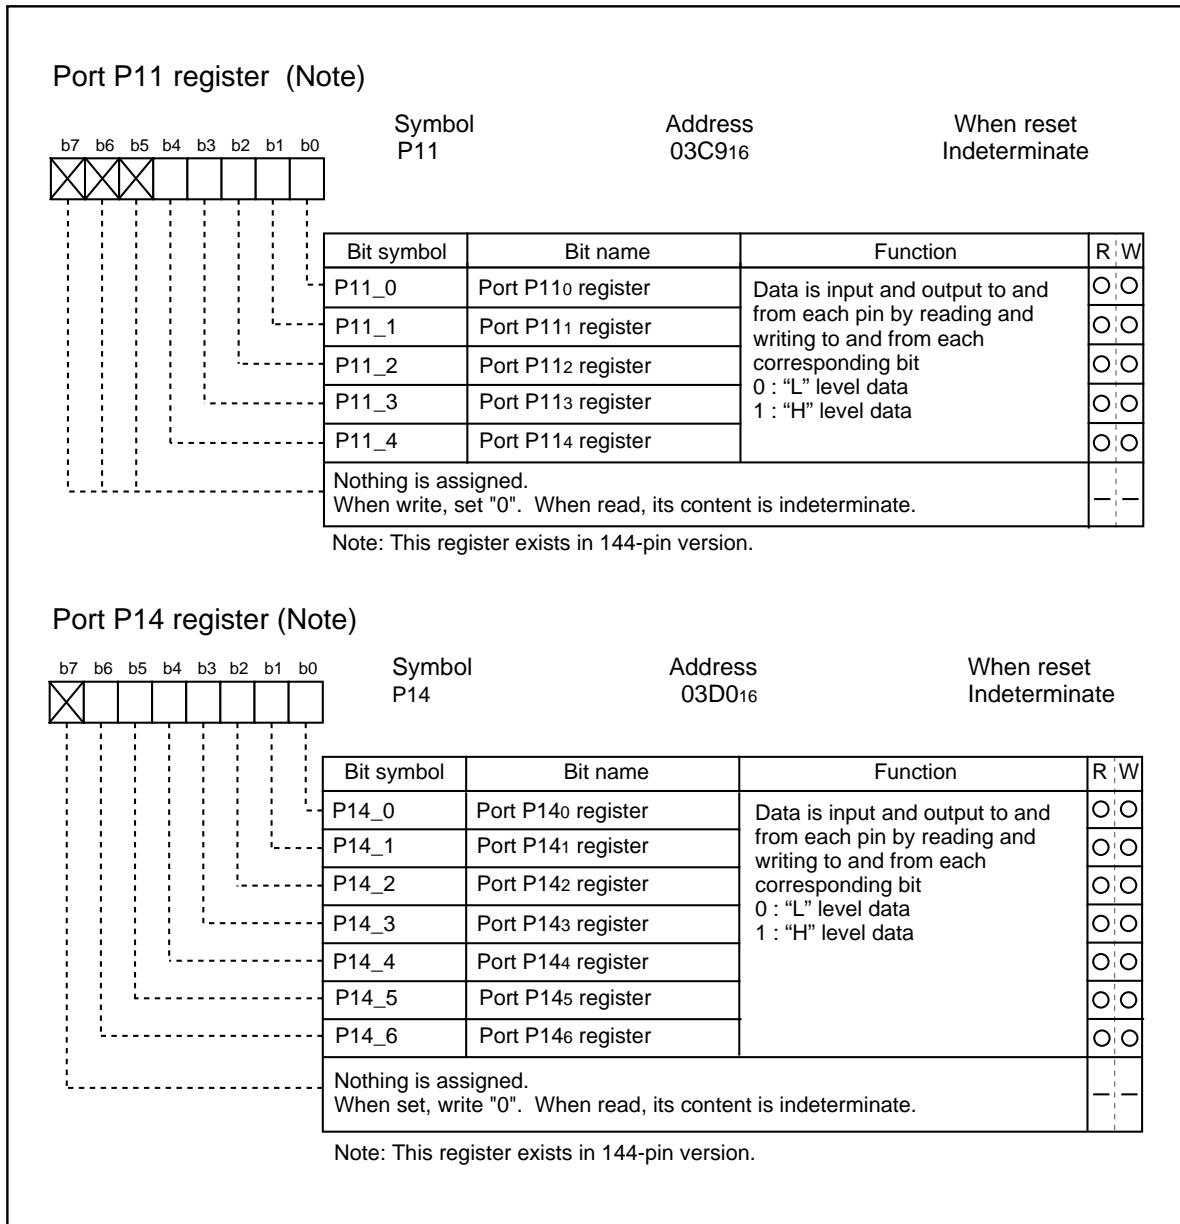 Port P11 register (Note)
Symbol Address When reset
P11 03C916 Indeterminate
b7 b6 b5 b4 b3 b2 b1 b0
Bit symbol Bit name Function R W
P11_0 Port P110 register
P11_1 Port P111 register
P11_2 Port P112 register
P11_3 Port P113 register
P11_4 Port P114 register
Data is input and output to and
from each pin by reading and
writing to and from each
corresponding bit
0 : “L” level data
1 : “H” level data
Nothing is assigned.
When write, set "0". When read, its content is indeterminate.
Note: This register exists in 144-pin version.
Port P14 register (Note)
Symbol Address When reset
P14 03D016 Indeterminate
b7 b6 b5 b4 b3 b2 b1 b0
Bit symbol Bit name Function R W
P14_0 Port P140 register
P14_1 Port P141 register
P14_2 Port P142 register
P14_3 Port P143 register
P14_4 Port P144 register
P14_5 Port P145 register
P14_6 Port P146 register
Data is input and output to and
from each pin by reading and
writing to and from each
corresponding bit
0 : “L” level data
1 : “H” level data
Nothing is assigned.
When set, write "0". When read, its content is indeterminate.
Note: This register exists in 144-pin version.